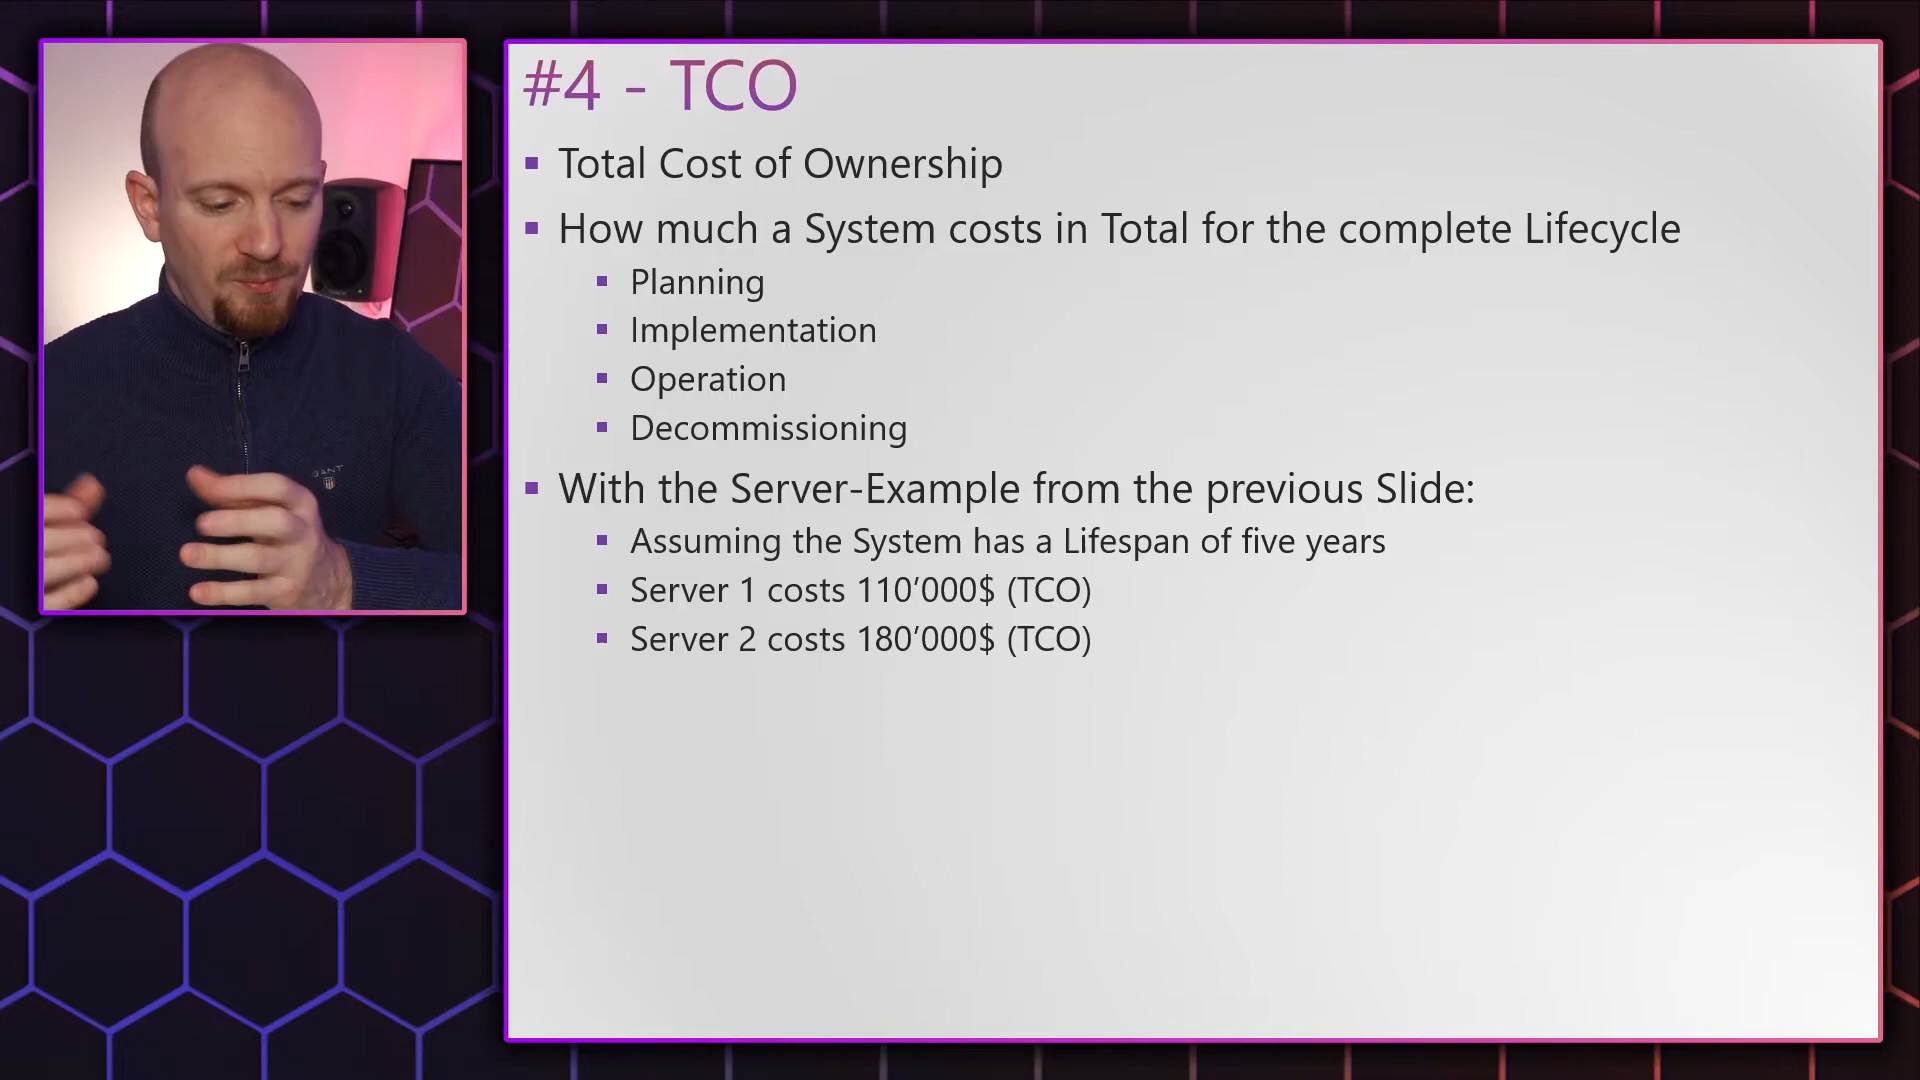 #4 - TCO
Total Cost of Ownership
How much a System costs in Total for the complete Lifecycle
Planning
Implementation
Operation
Decommissioning
With the Server-Example from the previous Slide:
Assuming the System has a Lifespan of five years
Server 1 costs 110’000$ (TCO)
Server 2 costs 180’000$ (TCO)
GANT